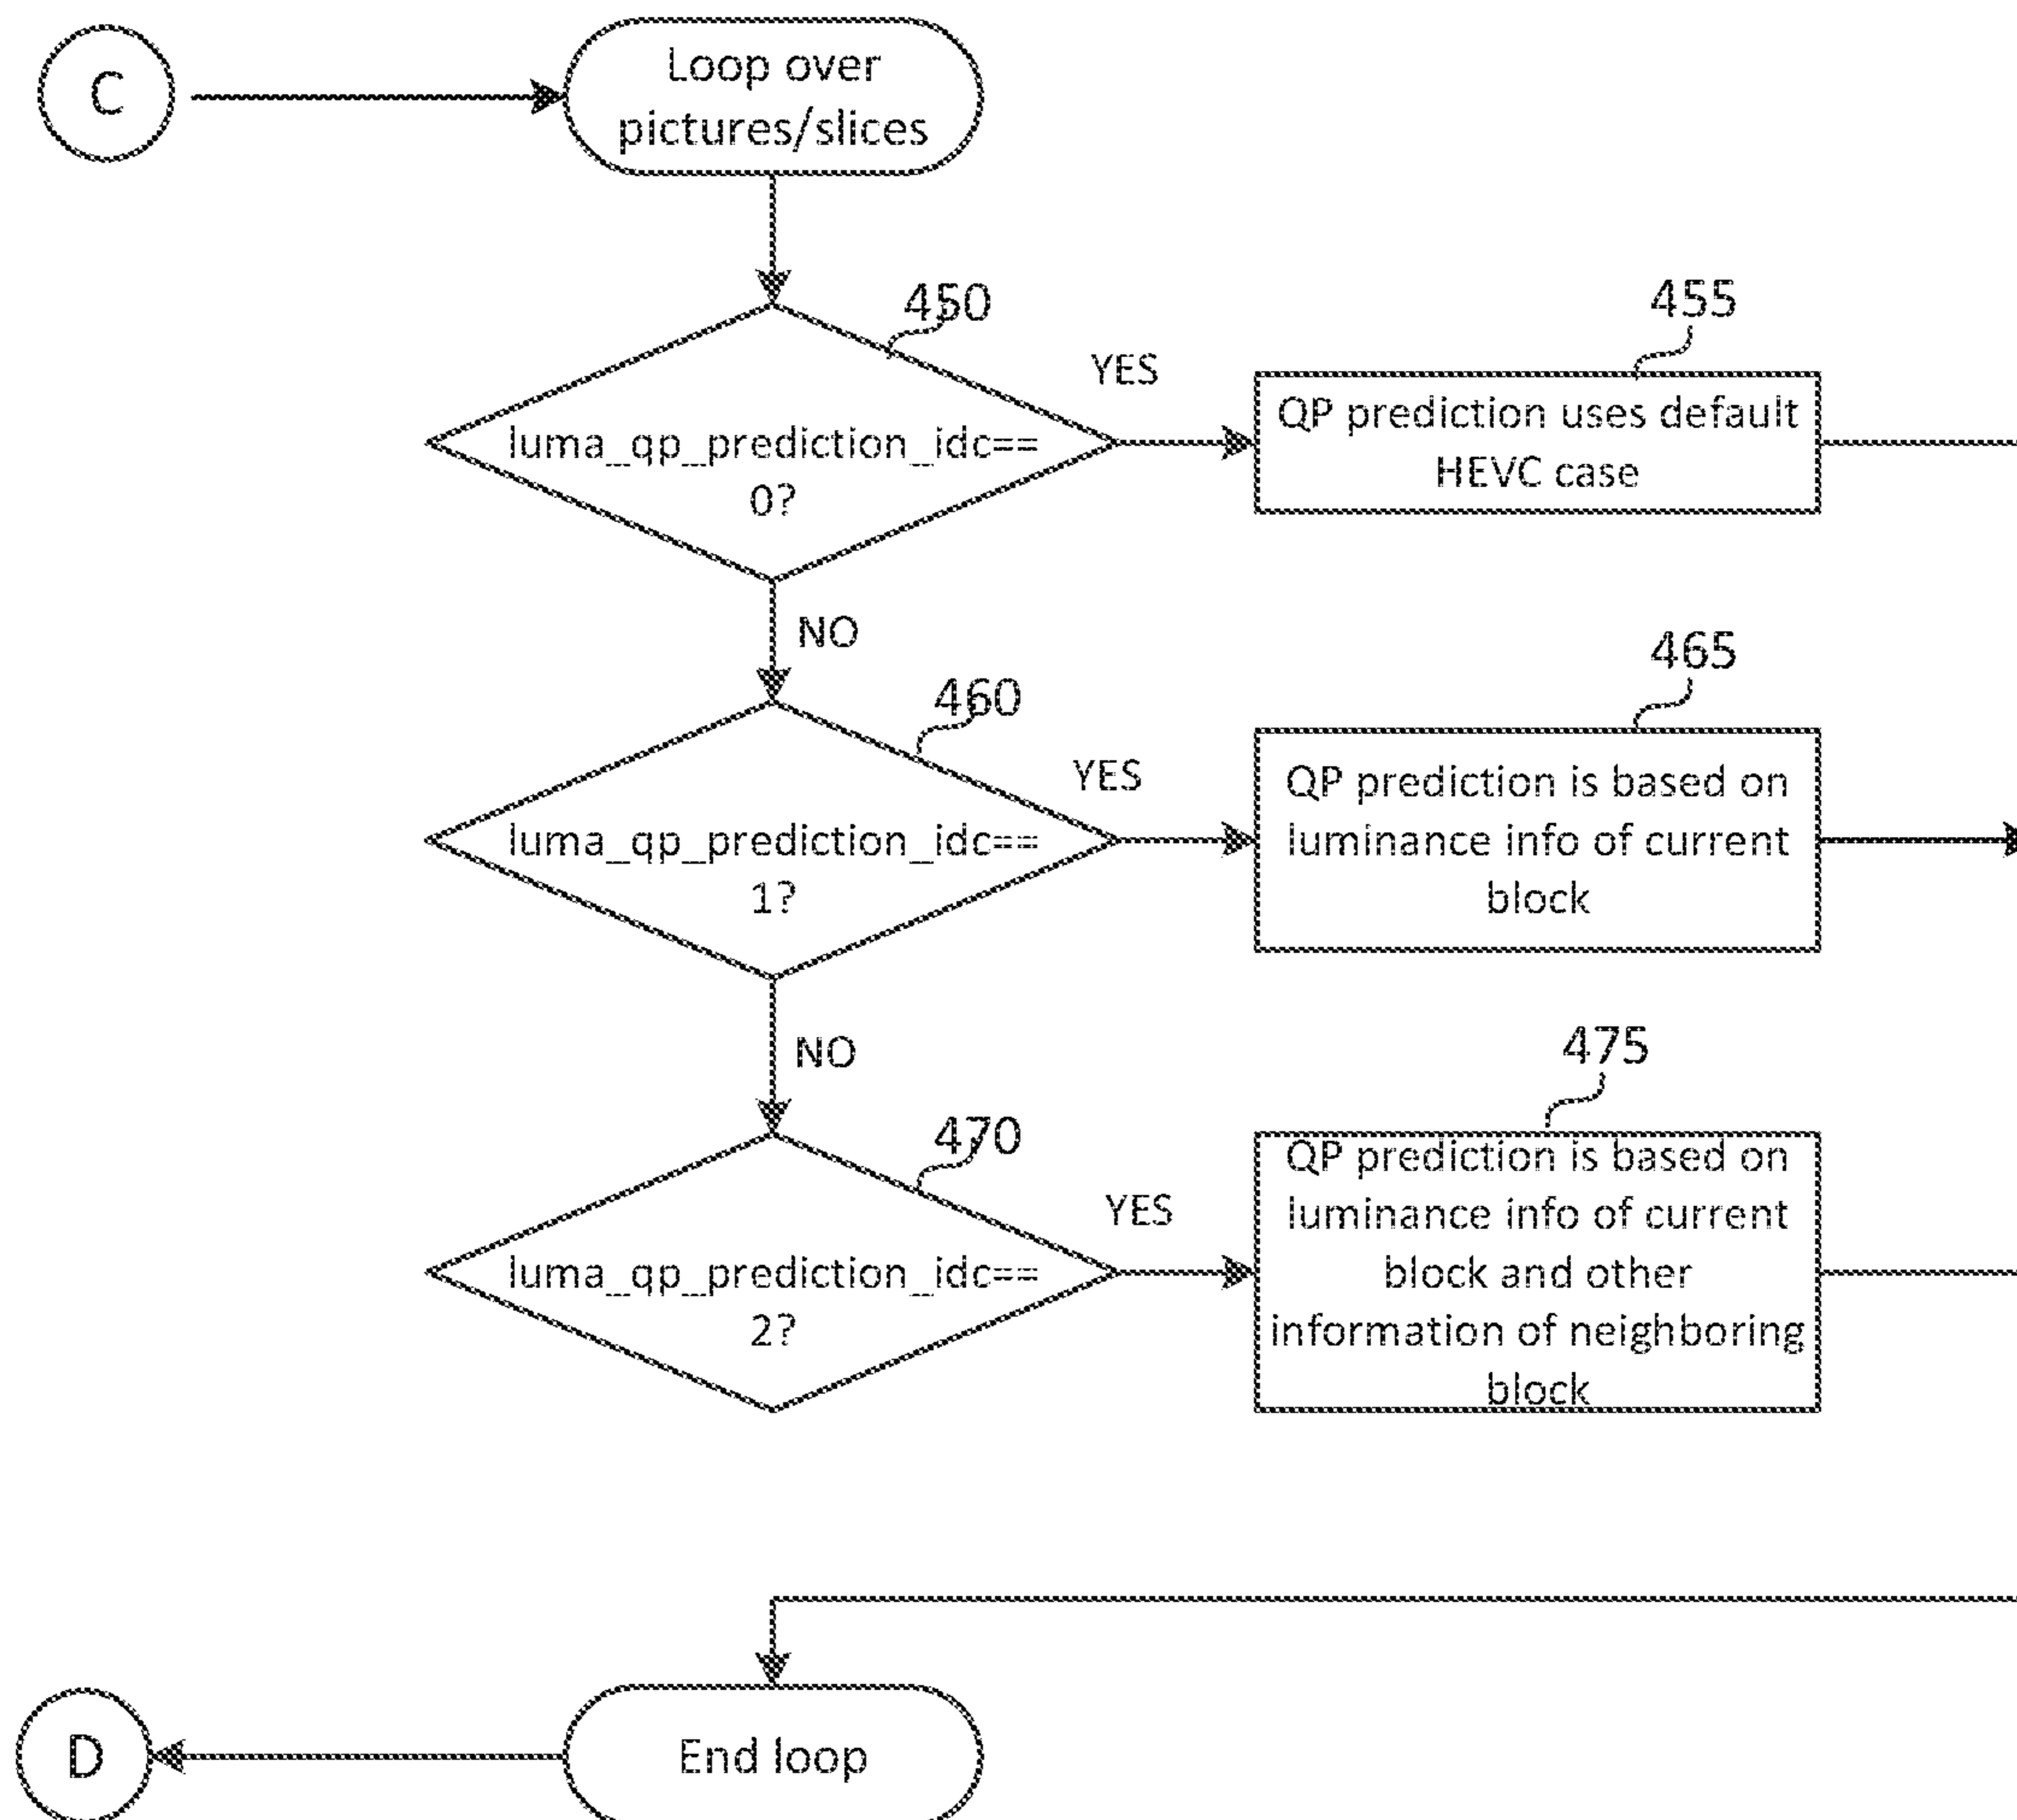 C
Loop over
pictures/slices
450
455
YES
luma_qp_prediction_idc==
0?
QP prediction uses default
HEVC case
NO
460
465
YES
luma_qp_prediction_idc==
1?
QP prediction is based on
luminance info of current
block
NO
470
475
YES
luma_qp_prediction_idc==
2?
QP prediction is based on
luminance info of current
block and other
information of neighboring
block
D
End loop